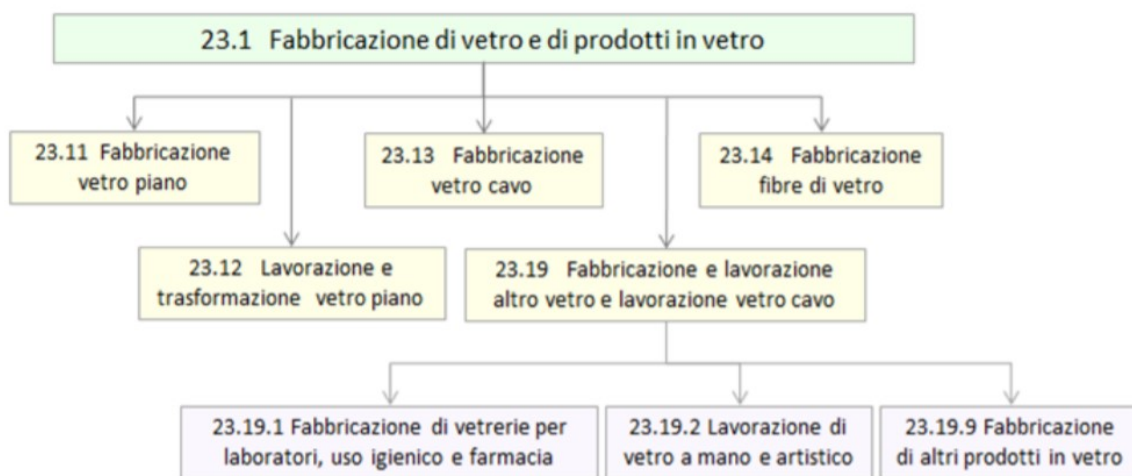 23.1 Fabbricazione di vetro e di prodotti in vetro
23.11 Fabbricazione
vetro piano
23.13 Fabbricazione
vetro cavo
23.14 Fabbricazione
fibre di vetro
23.12 Lavorazione e
trasformazione vetro piano
23.19 Fabbricazione e lavorazione
altro vetro e lavorazione vetro cavo
23.19.1 Fabbricazione di vetrerie per
laboratori, uso igienico e farmacia
23.19.2 Lavorazione di
vetro a mano e artistico
23.19.9 Fabbricazione
di altri prodotti in vetro